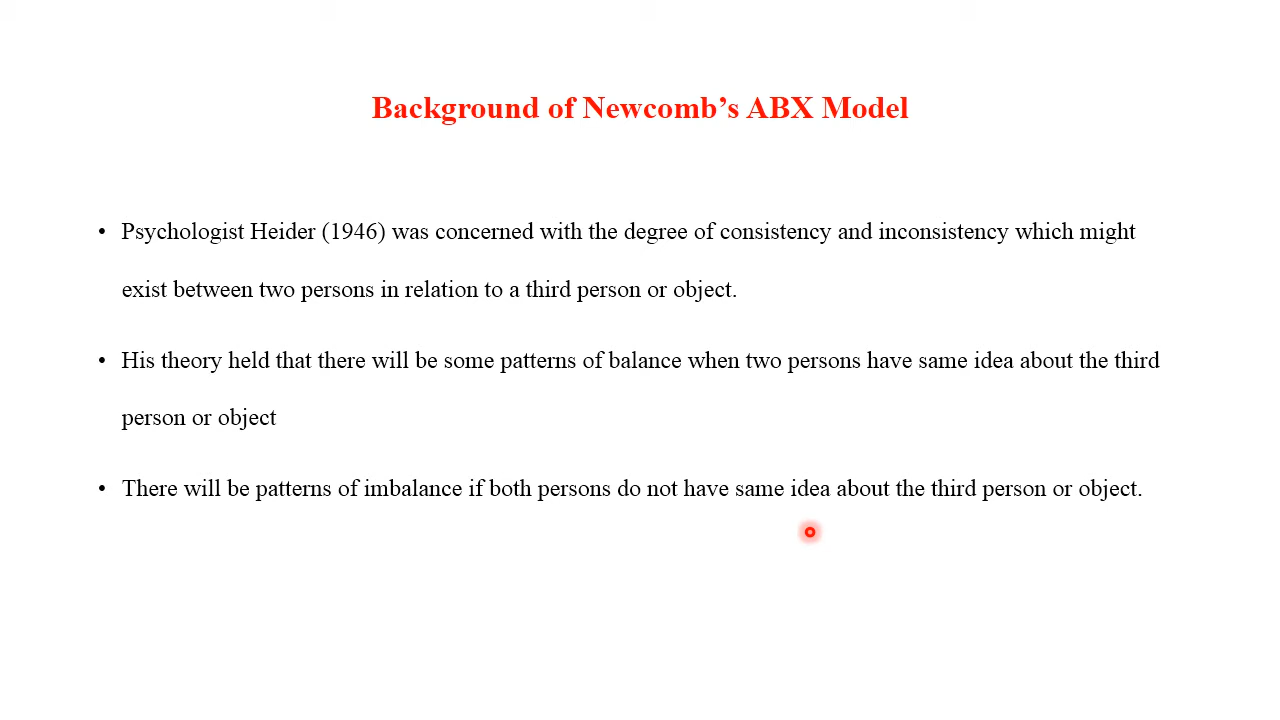 Background of Newcomb’s ABX Model
• Psychologist Heider (1946) was concerned with the degree of consistency and inconsistency which might
exist between two persons in relation to a third person or object.
• His theory held that there will be some patterns of balance when two persons have same idea about the third
person or object
• There will be patterns of imbalance if both persons do not have same idea about the third person or object.